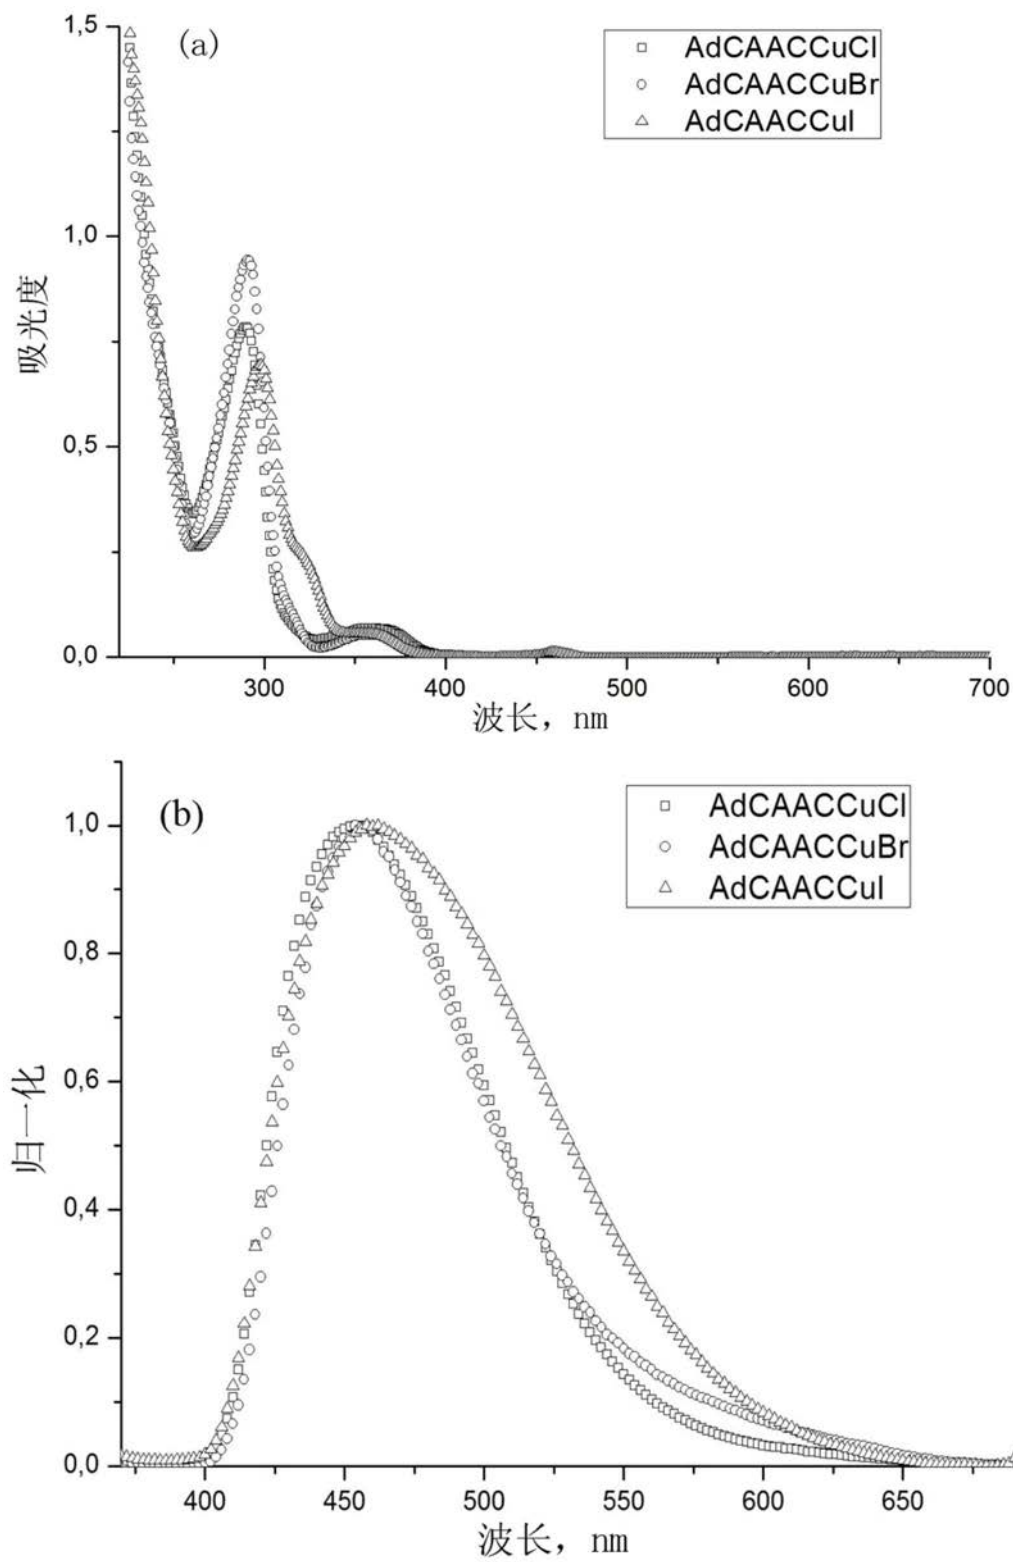 (a)
AdCAACCuCl
AdCAACCuBr
AdCAACCuI
1,5
1,0
0,5
0,0
吸光度
300 400 500 600 700
波长，nm
(b)
AdCAACCuCl
AdCAACCuBr
AdCAACCuI
1,0
0,8
0,6
0,4
0,2
0,0
归一化
400 450 500 550 600 650
波长，nm